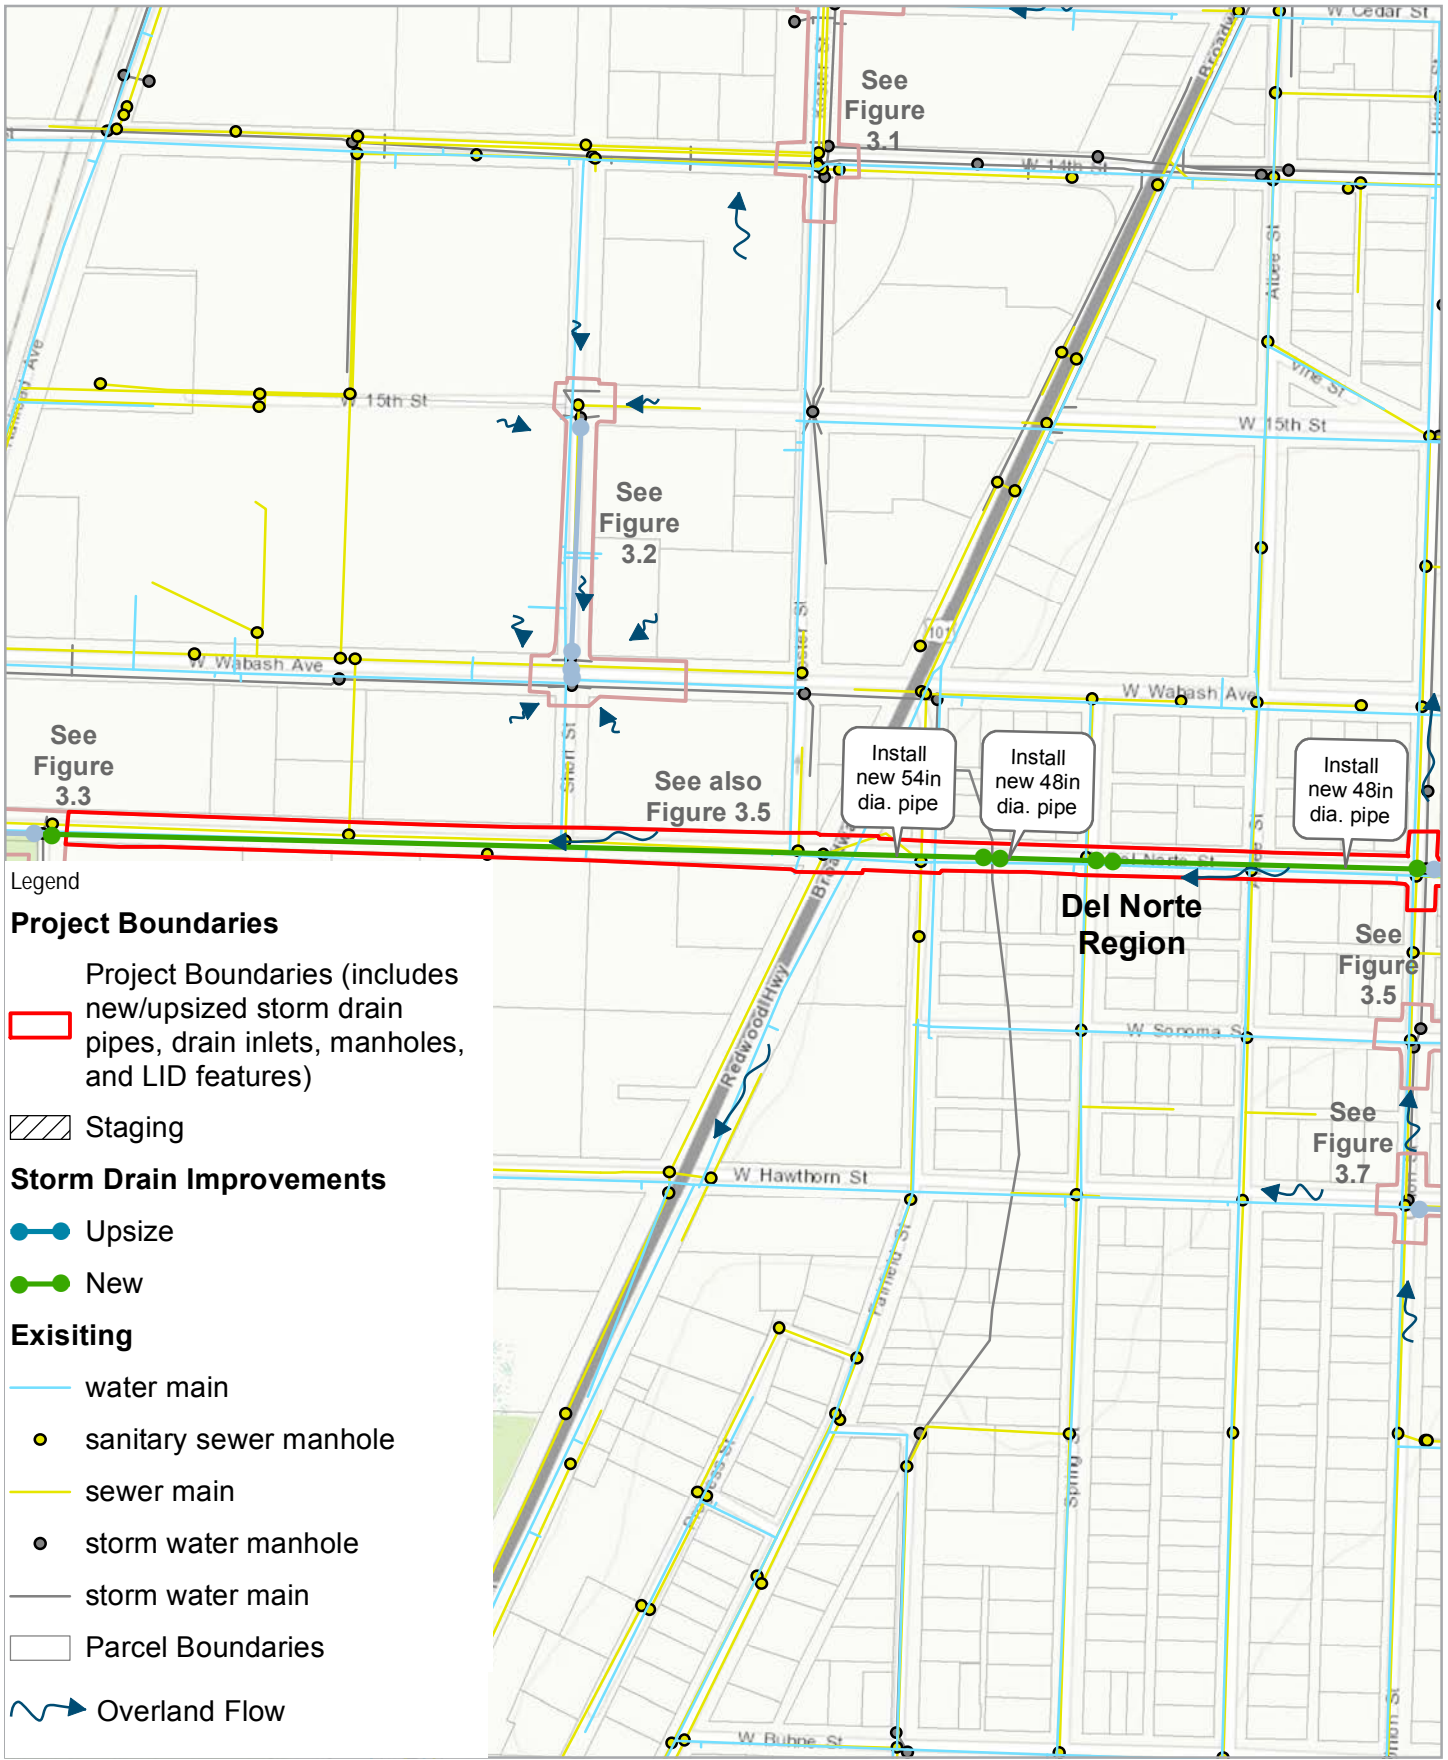 W Cedar St
Broadw
See
Figure
3.1
W 14th St
Albee St
Vine St
W 15th St
W 15th St
See
Figure
3.2
101
W Wabash Ave
W Wabash Ave
Short St
See
Figure
3.3
See also
Figure 3.5
Install
new 54in
dia. pipe
Install
new 48in
dia. pipe
Install
new 48in
dia. pipe
Del Norte
Region
See
Figure
3.5
W Sonoma S
Redwood Hwy
See
Figure
3.7
W Hawthorn St
Fairfield St
Spring St
W Buhne St
Legend
Project Boundaries
Project Boundaries (includes
new/upsized storm drain
pipes, drain inlets, manholes,
and LID features)
Staging
Storm Drain Improvements
Upsize
New
Exisiting
water main
sanitary sewer manhole
sewer main
storm water manhole
storm water main
Parcel Boundaries
Overland Flow